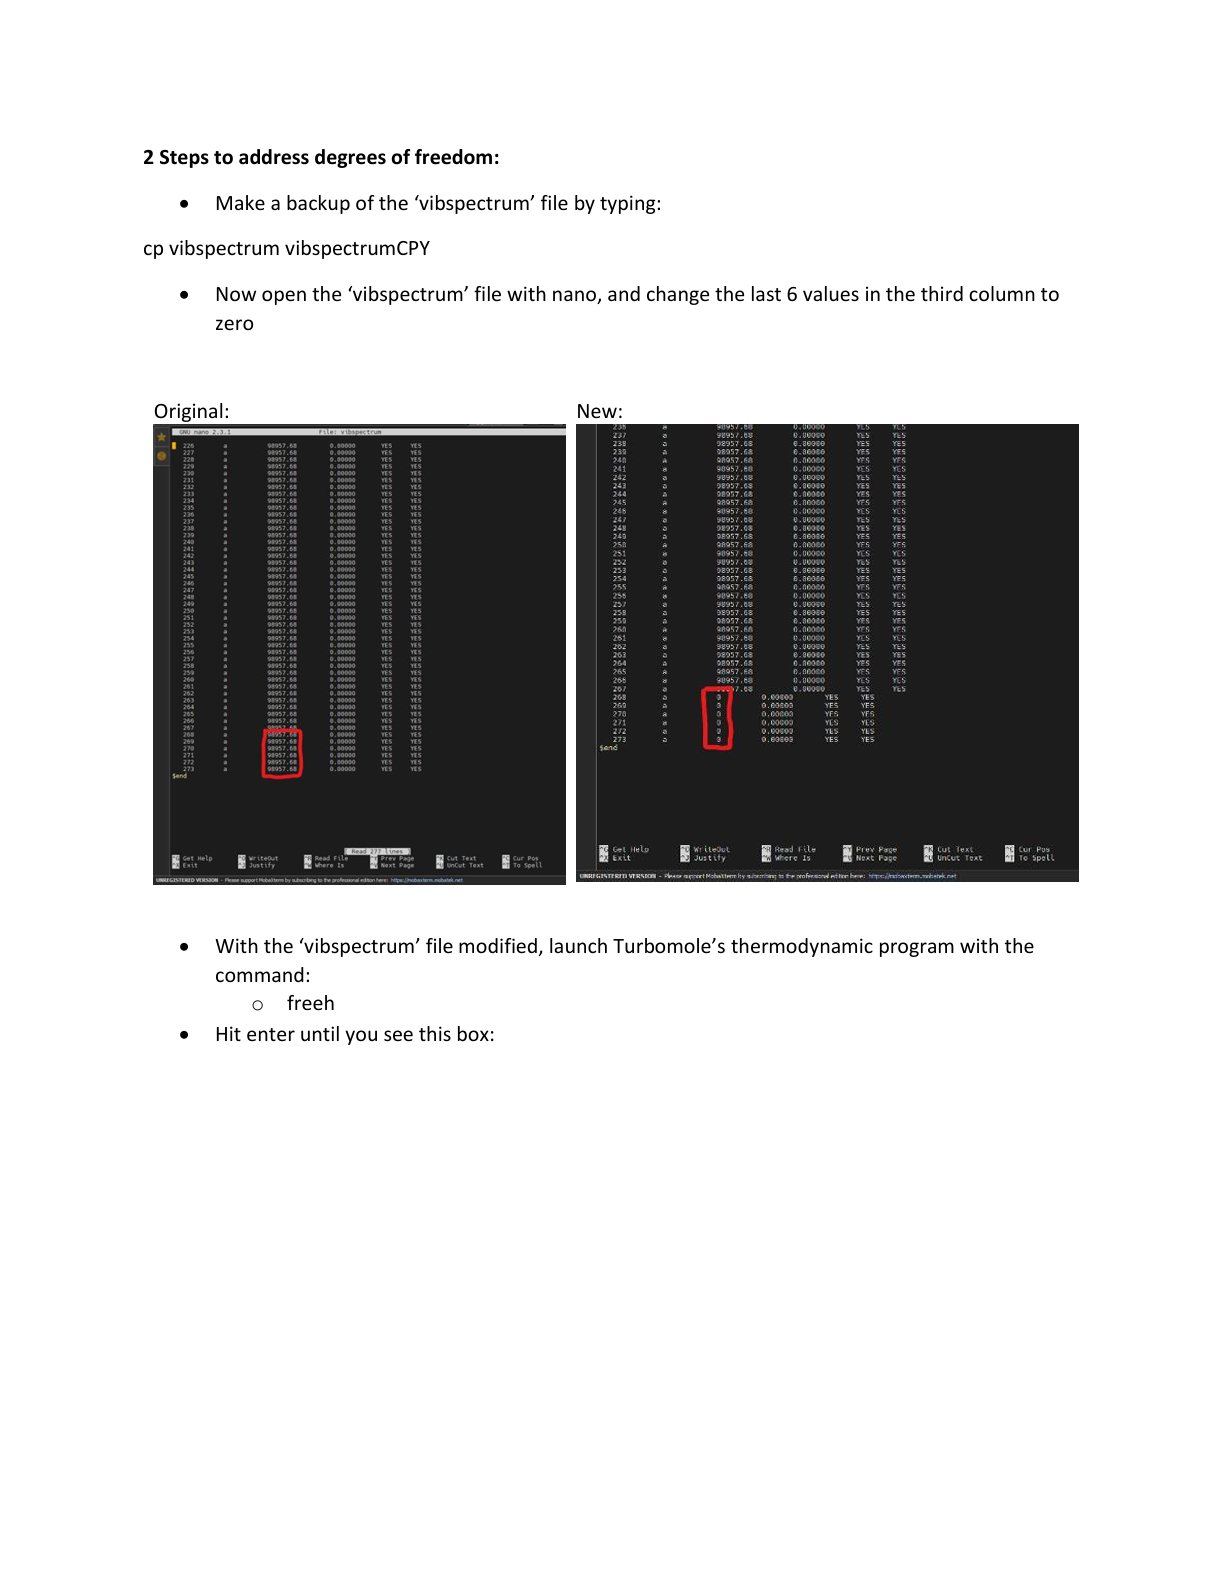 2 Steps to address degrees of freedom:
• Make a backup of the ‘vibspectrum’ file by typing:
cp vibspectrum vibspectrumCPY
• Now open the ‘vibspectrum’ file with nano, and change the last 6 values in the third column to
zero
Original:
GNU nano 2.3.1 File: vibspectrum
226 a 98957.68 0.00000 YES YES
227 a 98957.68 0.00000 YES YES
228 a 98957.68 0.00000 YES YES
229 a 98957.68 0.00000 YES YES
230 a 98957.68 0.00000 YES YES
231 a 98957.68 0.00000 YES YES
232 a 98957.68 0.00000 YES YES
233 a 98957.68 0.00000 YES YES
234 a 98957.68 0.00000 YES YES
235 a 98957.68 0.00000 YES YES
236 a 98957.68 0.00000 YES YES
237 a 98957.68 0.00000 YES YES
238 a 98957.68 0.00000 YES YES
239 a 98957.68 0.00000 YES YES
240 a 98957.68 0.00000 YES YES
241 a 98957.68 0.00000 YES YES
242 a 98957.68 0.00000 YES YES
243 a 98957.68 0.00000 YES YES
244 a 98957.68 0.00000 YES YES
245 a 98957.68 0.00000 YES YES
246 a 98957.68 0.00000 YES YES
247 a 98957.68 0.00000 YES YES
248 a 98957.68 0.00000 YES YES
249 a 98957.68 0.00000 YES YES
250 a 98957.68 0.00000 YES YES
251 a 98957.68 0.00000 YES YES
252 a 98957.68 0.00000 YES YES
253 a 98957.68 0.00000 YES YES
254 a 98957.68 0.00000 YES YES
255 a 98957.68 0.00000 YES YES
256 a 98957.68 0.00000 YES YES
257 a 98957.68 0.00000 YES YES
258 a 98957.68 0.00000 YES YES
259 a 98957.68 0.00000 YES YES
260 a 98957.68 0.00000 YES YES
261 a 98957.68 0.00000 YES YES
262 a 98957.68 0.00000 YES YES
263 a 98957.68 0.00000 YES YES
264 a 98957.68 0.00000 YES YES
265 a 98957.68 0.00000 YES YES
266 a 98957.68 0.00000 YES YES
267 a 98957.68 0.00000 YES YES
268 a 98957.68 0.00000 YES YES
269 a 98957.68 0.00000 YES YES
270 a 98957.68 0.00000 YES YES
271 a 98957.68 0.00000 YES YES
272 a 98957.68 0.00000 YES YES
273 a 98957.68 0.00000 YES YES
$end
Read 277 lines
^G Get Help ^O WriteOut ^R Read File ^Y Prev Page ^K Cut Text ^C Cur Pos
^X Exit ^J Justify ^W Where Is ^V Next Page ^U UnCut Text ^T To Spell
UNREGISTERED VERSION - Please support MobaXterm by subscribing to the professional edition here: https://mobaxterm.mobatek.net
New:
236 a 98957.68 0.00000 YES YES
237 a 98957.68 0.00000 YES YES
238 a 98957.68 0.00000 YES YES
239 a 98957.68 0.00000 YES YES
240 a 98957.68 0.00000 YES YES
241 a 98957.68 0.00000 YES YES
242 a 98957.68 0.00000 YES YES
243 a 98957.68 0.00000 YES YES
244 a 98957.68 0.00000 YES YES
245 a 98957.68 0.00000 YES YES
246 a 98957.68 0.00000 YES YES
247 a 98957.68 0.00000 YES YES
248 a 98957.68 0.00000 YES YES
249 a 98957.68 0.00000 YES YES
250 a 98957.68 0.00000 YES YES
251 a 98957.68 0.00000 YES YES
252 a 98957.68 0.00000 YES YES
253 a 98957.68 0.00000 YES YES
254 a 98957.68 0.00000 YES YES
255 a 98957.68 0.00000 YES YES
256 a 98957.68 0.00000 YES YES
257 a 98957.68 0.00000 YES YES
258 a 98957.68 0.00000 YES YES
259 a 98957.68 0.00000 YES YES
260 a 98957.68 0.00000 YES YES
261 a 98957.68 0.00000 YES YES
262 a 98957.68 0.00000 YES YES
263 a 98957.68 0.00000 YES YES
264 a 98957.68 0.00000 YES YES
265 a 98957.68 0.00000 YES YES
266 a 98957.68 0.00000 YES YES
267 a 98957.68 0.00000 YES YES
268 a 0 0.00000 YES YES
269 a 0 0.00000 YES YES
270 a 0 0.00000 YES YES
271 a 0 0.00000 YES YES
272 a 0 0.00000 YES YES
273 a 0 0.00000 YES YES
$end
^G Get Help ^O WriteOut ^R Read File ^Y Prev Page ^K Cut Text ^C Cur Pos
^X Exit ^J Justify ^W Where Is ^V Next Page ^U UnCut Text ^T To Spell
UNREGISTERED VERSION - Please support MobaXterm by subscribing to the professional edition here: https://mobaxterm.mobatek.net
• With the ‘vibspectrum’ file modified, launch Turbomole’s thermodynamic program with the
command:
o freeh
• Hit enter until you see this box: